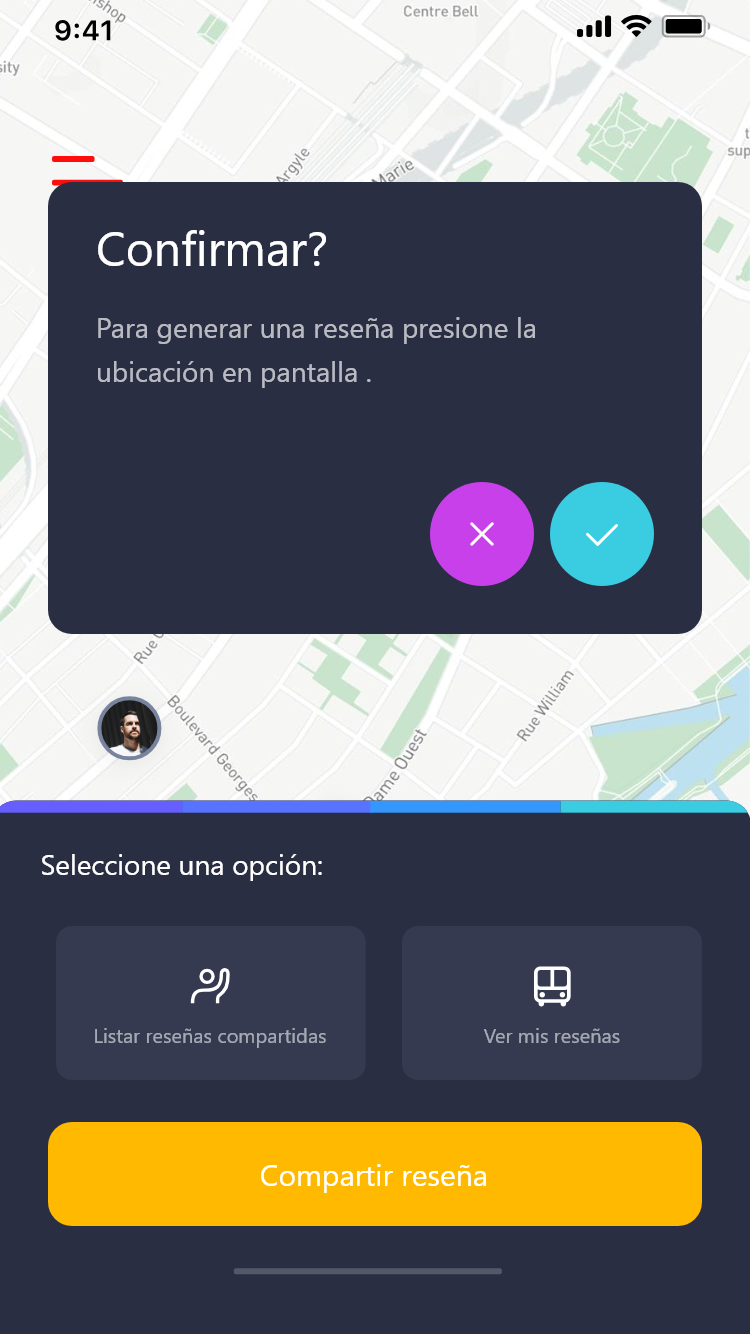 shop
Centre Bell
9:41
sity
Argyle
Marie
sup
Confirmar?
Para generar una reseña presione la
ubicación en pantalla .
Rue
Boulevard Georges
Rue William
Dame Ouest
Seleccione una opción:
Listar reseñas compartidas
Ver mis reseñas
Compartir reseña